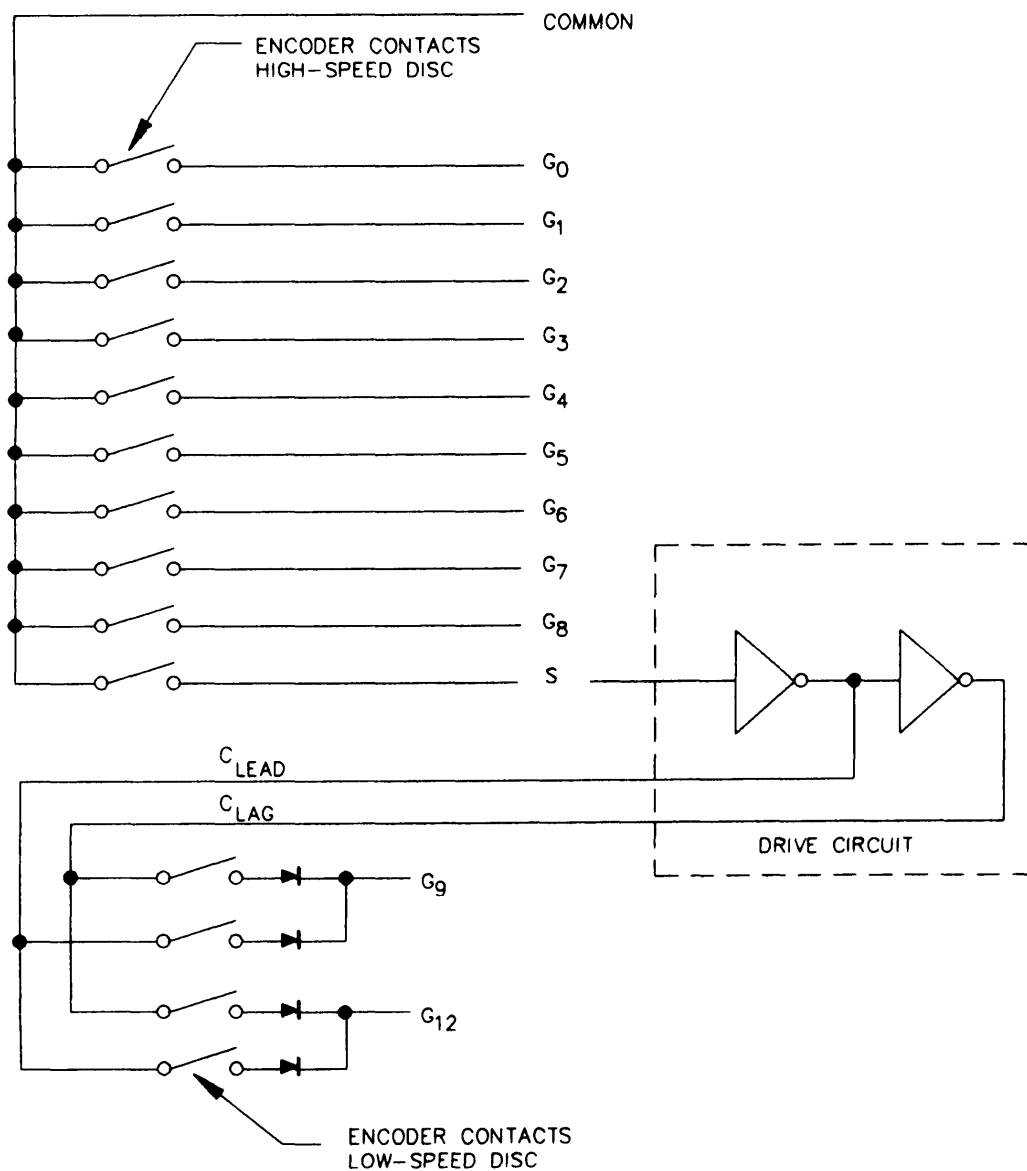 COMMON
ENCODER CONTACTS
HIGH-SPEED DISC
G0
G1
G2
G3
G4
G5
G6
G7
G8
S
CLEAD
CLAG
DRIVE CIRCUIT
G9
G12
ENCODER CONTACTS
LOW-SPEED DISC